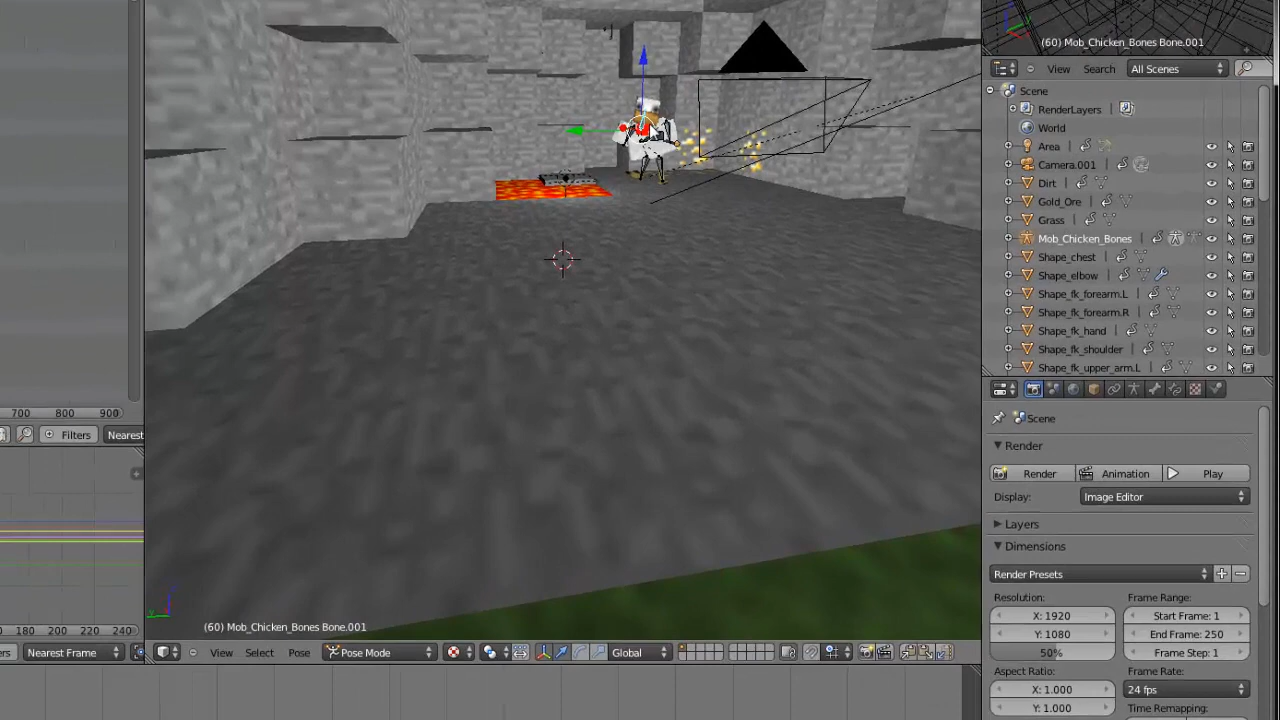 (60) Mob_Chicken_Bones Bone.001
View Search All Scenes
Scene
RenderLayers
World
Area
Camera.001
Dirt
Gold_Ore
Grass
Mob_Chicken_Bones
Shape_chest
Shape_elbow
Shape_fk_forearm.L
Shape_fk_forearm.R
Shape_fk_hand
Shape_fk_shoulder
Shape_fk_upper_arm.L
700 800 900
Filters Nearest
Scene
Render
Render Animation Play
Display: Image Editor
Layers
Dimensions
Render Presets
Resolution: Frame Range:
X: 1920 Start Frame: 1
Y: 1080 End Frame: 250
50% Frame Step: 1
Aspect Ratio: Frame Rate:
X: 1.000 24 fps
Y: 1.000 Time Remapping:
180 200 220 240
(60) Mob_Chicken_Bones Bone.001
Nearest Frame View Select Pose Pose Mode Global